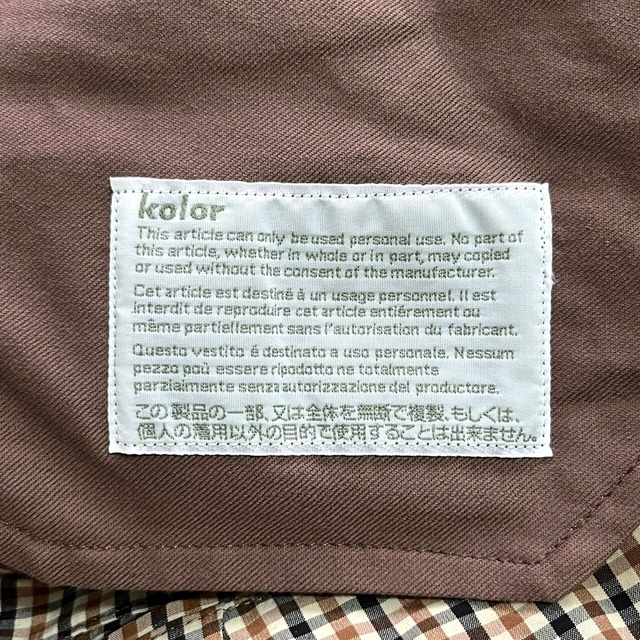 kolor
This article can only be used personal use. No part of
this article, whether in whole or in part, may copied
or used without the consent of the manufacturer.
Cet article est destiné à un usage personnel. Il est
interdit de reproduire cet article entiérement ou
même partiellement sans l'autorisation du fabricant.
Questo vestito é destinato a uso personale. Nessum
pezzo poù essere ripodotto ne totalmente
parziaimente senza autorizzazione del productore.
この製品の一部、又は全体を無断で複製、もしくは、
個人の着用以外の目的で使用することは出来ません。